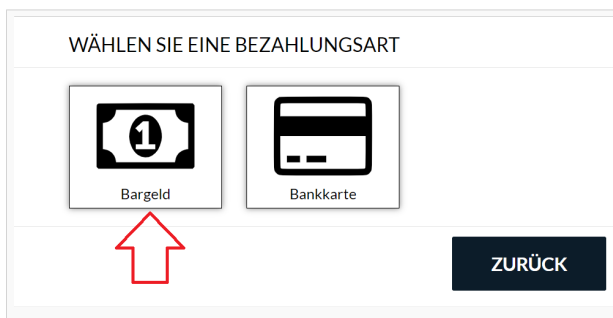 WÄHLEN SIE EINE BEZAHLUNGSART
1
Bargeld
Bankkarte
ZURÜCK